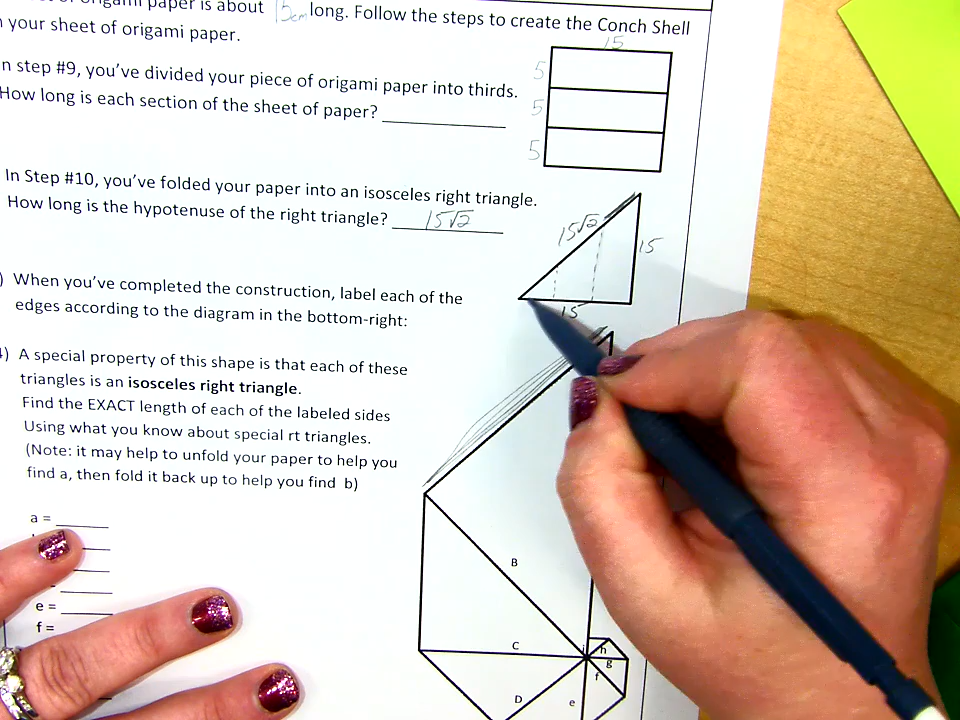 origami paper is about 15cm long. Follow the steps to create the Conch Shell
your sheet of origami paper.
15
n step #9, you've divided your piece of origami paper into thirds.
How long is each section of the sheet of paper? ____________
5
5
5
In Step #10, you've folded your paper into an isosceles right triangle.
How long is the hypotenuse of the right triangle? 15√2
15√2
15
15
) When you've completed the construction, label each of the
edges according to the diagram in the bottom-right:
) A special property of this shape is that each of these
triangles is an isosceles right triangle.
Find the EXACT length of each of the labeled sides
Using what you know about special rt triangles.
(Note: it may help to unfold your paper to help you
find a, then fold it back up to help you find b)
a = ______
e = ______
f =
B
C
D
e
f
g
h